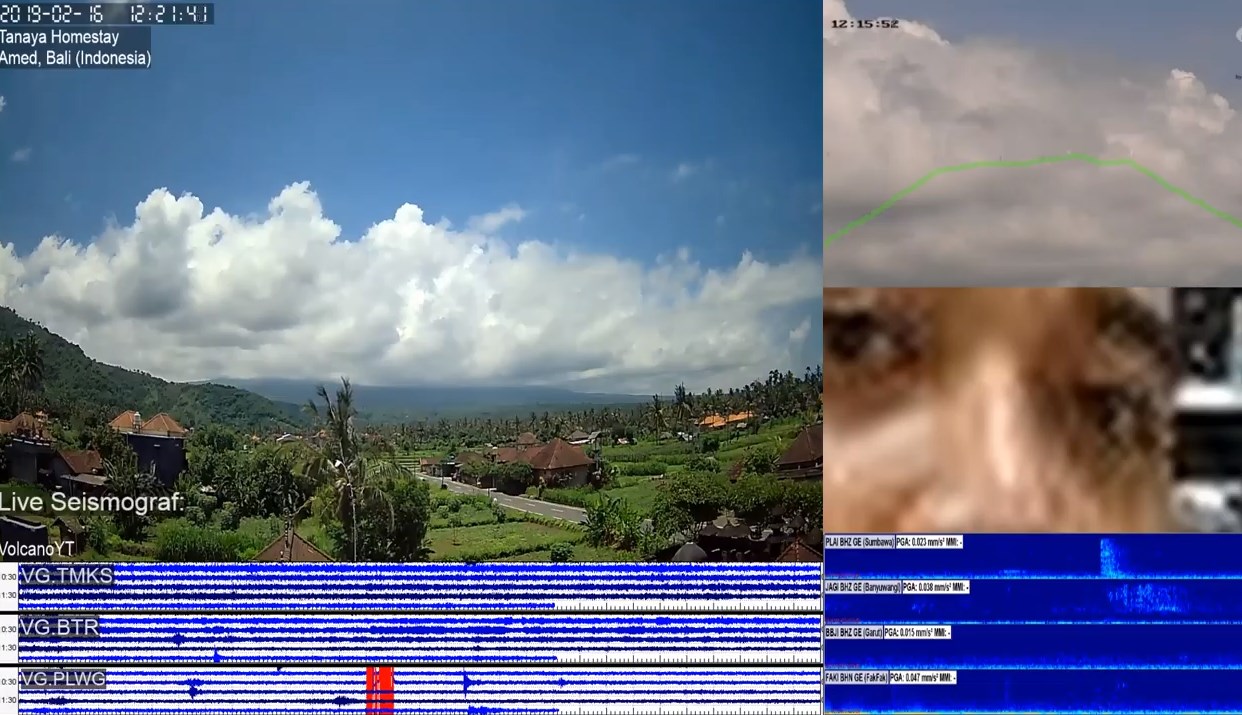 2019-02-16 12:21:41
Tanaya Homestay
Amed, Bali (Indonesia)
12:15:52
Live Seismograf:
VolcanoYT
0:30 VG.TMKS
1:30
0:30 VG.BTR
1:30
0:30 VG.PLWG
1:30
PLAI BHZ GE (Sumbawa) PGA: 0.023 mm/s² MMI: -
JAGI BHZ GE (Banyuwangi) PGA: 0.038 mm/s² MMI: -
BBJI BHZ GE (Garut) PGA: 0.015 mm/s² MMI: -
FAKI BHN GE (FakFak) PGA: 0.047 mm/s² MMI: -